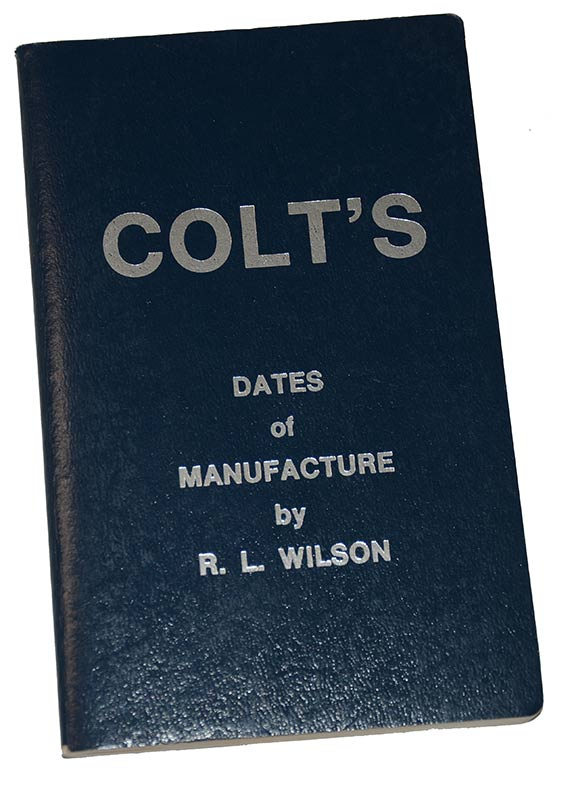 COLT'S
DATES
of
MANUFACTURE
by
R. L. WILSON